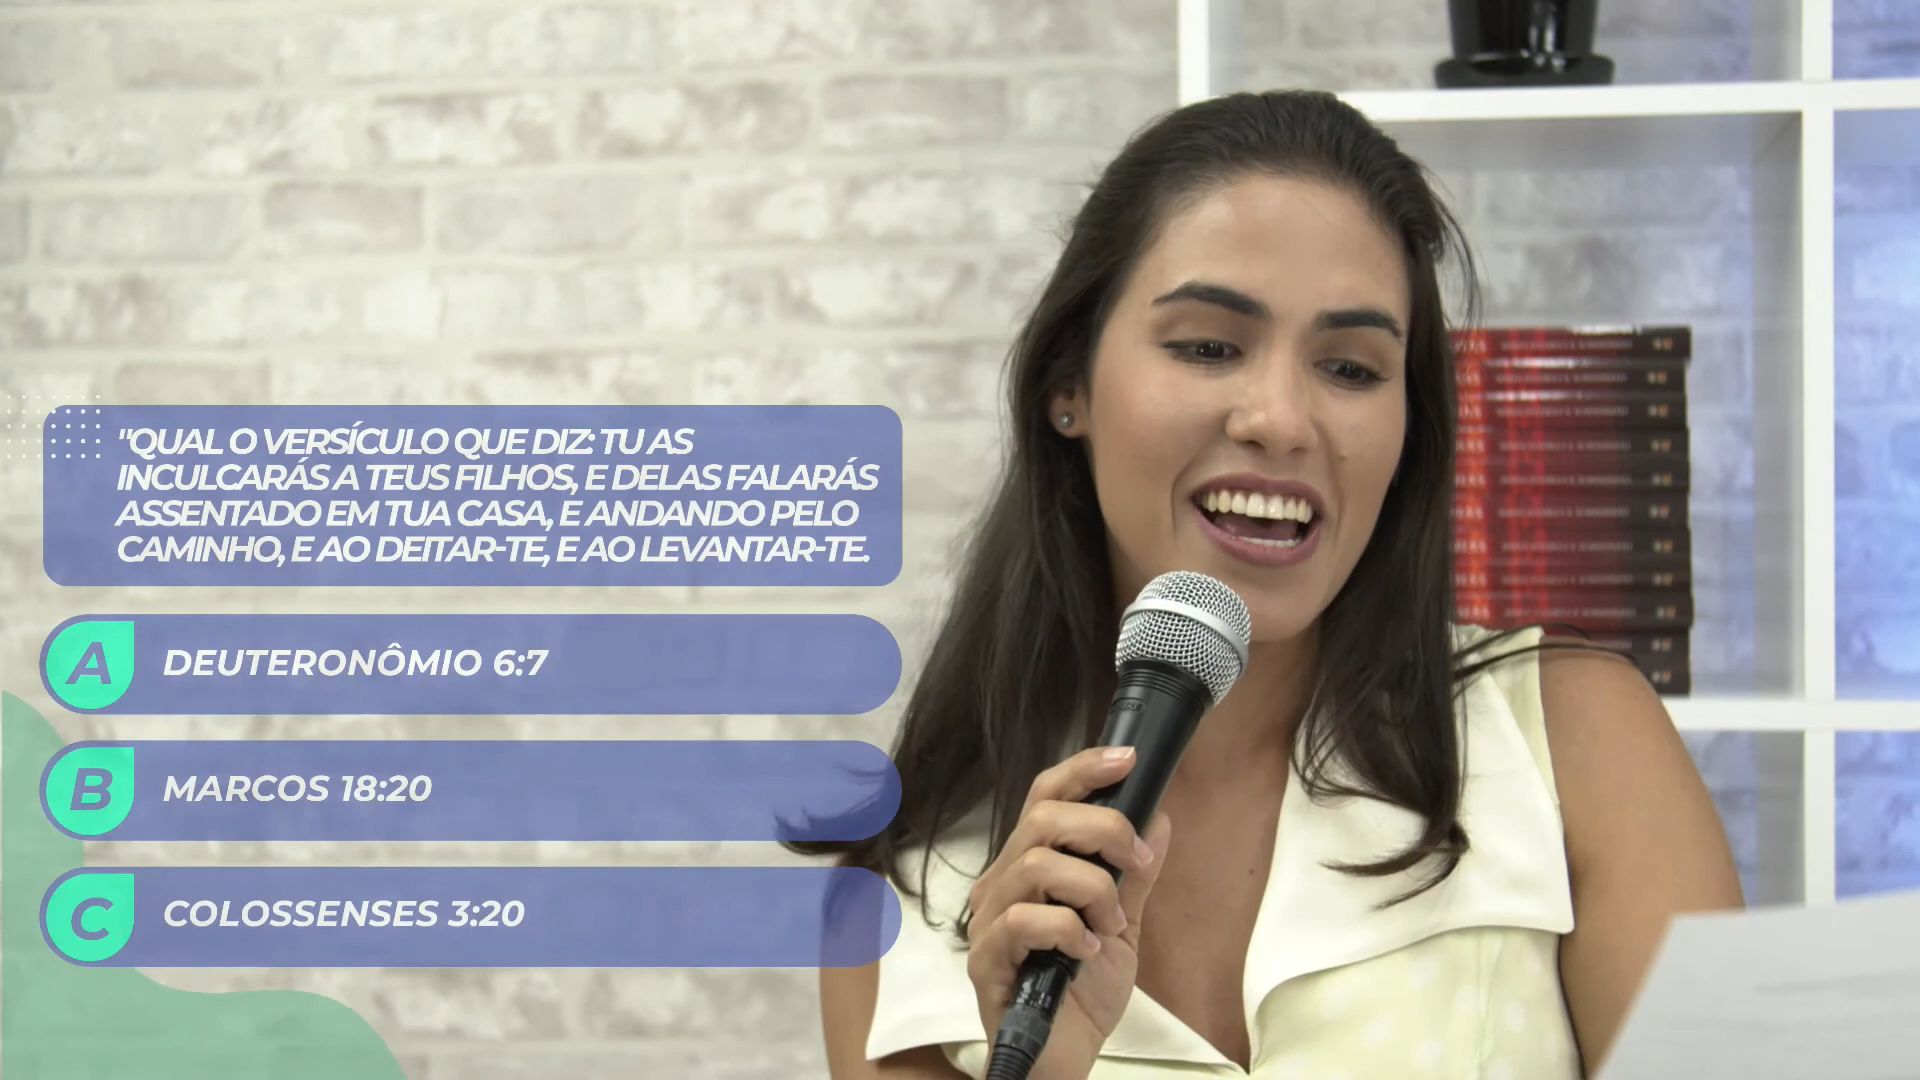 "QUAL O VERSÍCULO QUE DIZ: TU AS
INCULCARÁS A TEUS FILHOS, E DELAS FALARÁS
ASSENTADO EM TUA CASA, E ANDANDO PELO
CAMINHO, E AO DEITAR-TE, E AO LEVANTAR-TE.
A DEUTERONÔMIO 6:7
B MARCOS 18:20
C COLOSSENSES 3:20